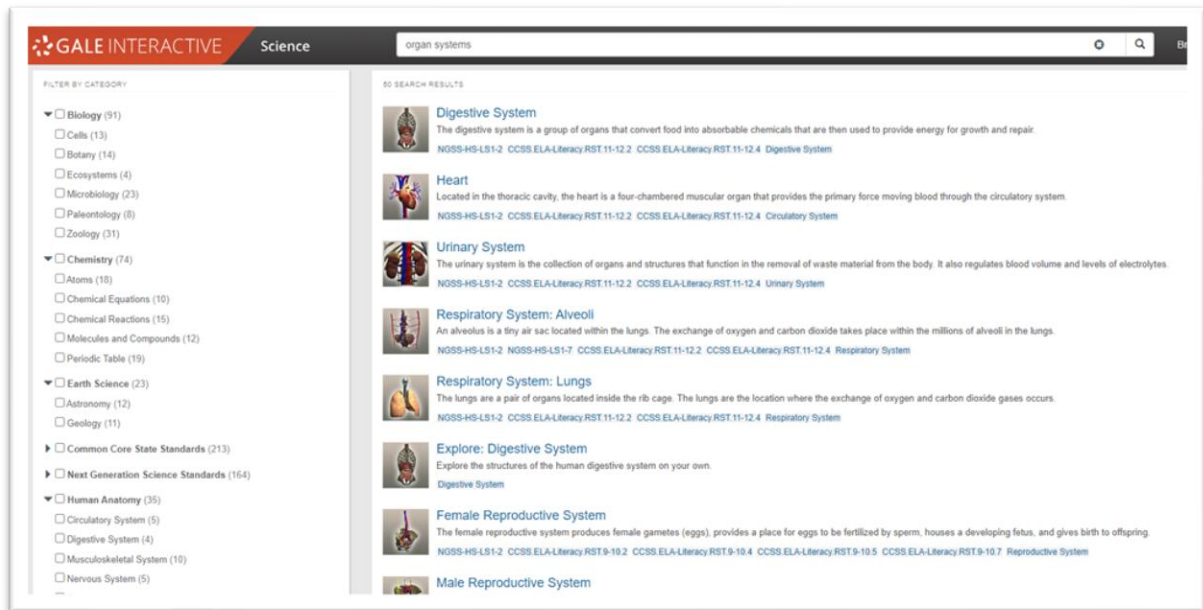 GALE INTERACTIVE Science
organ systems
FILTER BY CATEGORY
Biology (91)
Cells (13)
Botany (14)
Ecosystems (4)
Microbiology (23)
Paleontology (8)
Zoology (31)
Chemistry (74)
Atoms (18)
Chemical Equations (10)
Chemical Reactions (15)
Molecules and Compounds (12)
Periodic Table (19)
Earth Science (23)
Astronomy (12)
Geology (11)
Common Core State Standards (213)
Next Generation Science Standards (164)
Human Anatomy (35)
Circulatory System (5)
Digestive System (4)
Musculoskeletal System (10)
Nervous System (5)
50 SEARCH RESULTS
Digestive System
The digestive system is a group of organs that convert food into absorbable chemicals that are then used to provide energy for growth and repair.
NGSS-HS-LS1-2 CCSS.ELA-Literacy.RST.11-12.2 CCSS.ELA-Literacy.RST.11-12.4 Digestive System
Heart
Located in the thoracic cavity, the heart is a four-chambered muscular organ that provides the primary force moving blood through the circulatory system.
NGSS-HS-LS1-2 CCSS.ELA-Literacy.RST.11-12.2 CCSS.ELA-Literacy.RST.11-12.4 Circulatory System
Urinary System
The urinary system is the collection of organs and structures that function in the removal of waste material from the body. It also regulates blood volume and levels of electrolytes.
NGSS-HS-LS1-2 CCSS.ELA-Literacy.RST.11-12.2 CCSS.ELA-Literacy.RST.11-12.4 Urinary System
Respiratory System: Alveoli
An alveolus is a tiny air sac located within the lungs. The exchange of oxygen and carbon dioxide takes place within the millions of alveoli in the lungs.
NGSS-HS-LS1-2 NGSS-HS-LS1-7 CCSS.ELA-Literacy.RST.11-12.2 CCSS.ELA-Literacy.RST.11-12.4 Respiratory System
Respiratory System: Lungs
The lungs are a pair of organs located inside the rib cage. The lungs are the location where the exchange of oxygen and carbon dioxide gases occurs.
NGSS-HS-LS1-2 CCSS.ELA-Literacy.RST.11-12.2 CCSS.ELA-Literacy.RST.11-12.4 Respiratory System
Explore: Digestive System
Explore the structures of the human digestive system on your own.
Digestive System
Female Reproductive System
The female reproductive system produces female gametes (eggs), provides a place for eggs to be fertilized by sperm, houses a developing fetus, and gives birth to offspring.
NGSS-HS-LS1-2 CCSS.ELA-Literacy.RST.9-10.2 CCSS.ELA-Literacy.RST.9-10.4 CCSS.ELA-Literacy.RST.9-10.5 CCSS.ELA-Literacy.RST.9-10.7 Reproductive System
Male Reproductive System